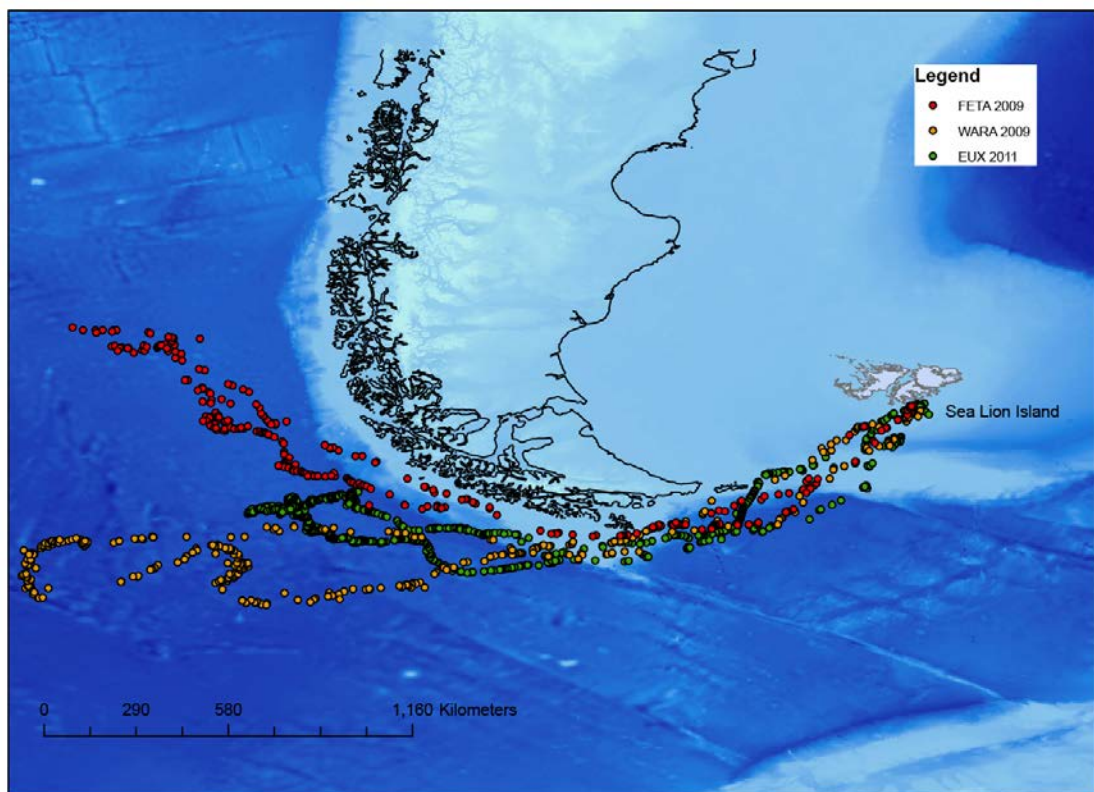 Legend
FETA 2009
WARA 2009
EUX 2011
Sea Lion Island
0 290 580 1,160 Kilometers